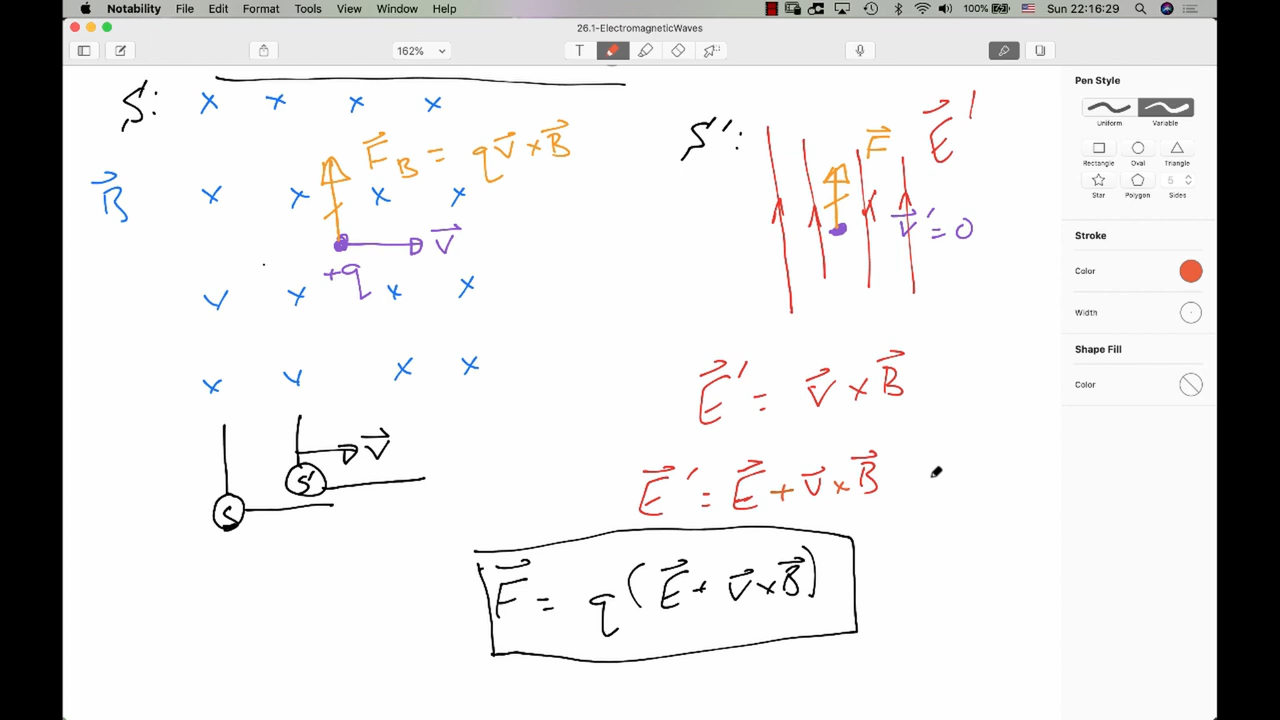 Notability File Edit Format Tools View Window Help 100% Sun 22:16:29
26.1-ElectromagneticWaves
162% T
Pen Style
Uniform Variable
Rectangle Oval Triangle
Star Polygon 5 Sides
Stroke
Color
Width
Shape Fill
Color
S: x x x x
F⃗_B = qv⃗ × B⃗
B⃗ x x x x
v⃗
+q
v x x x
x v x x
S': F⃗ E⃗'
v⃗' = 0
E⃗' = v⃗ × B⃗
S' v⃗
S
E⃗' = E⃗ + v⃗ × B⃗
F⃗ = q(E⃗ + v⃗ × B⃗)